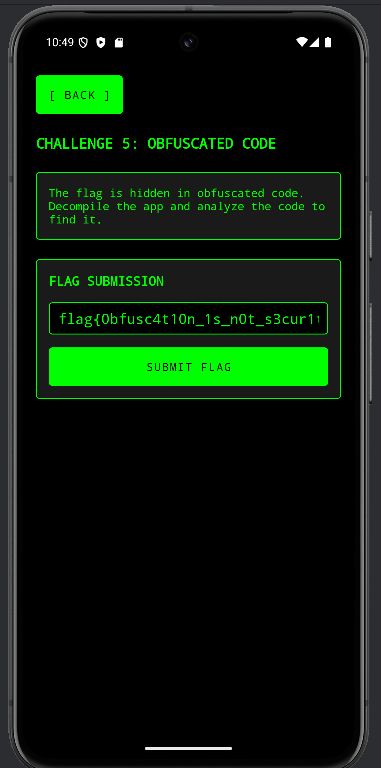 10:49
[ BACK ]
CHALLENGE 5: OBFUSCATED CODE
The flag is hidden in obfuscated code.
Decompile the app and analyze the code to
find it.
FLAG SUBMISSION
flag{0bfusc4t10n_1s_n0t_s3cur1
SUBMIT FLAG